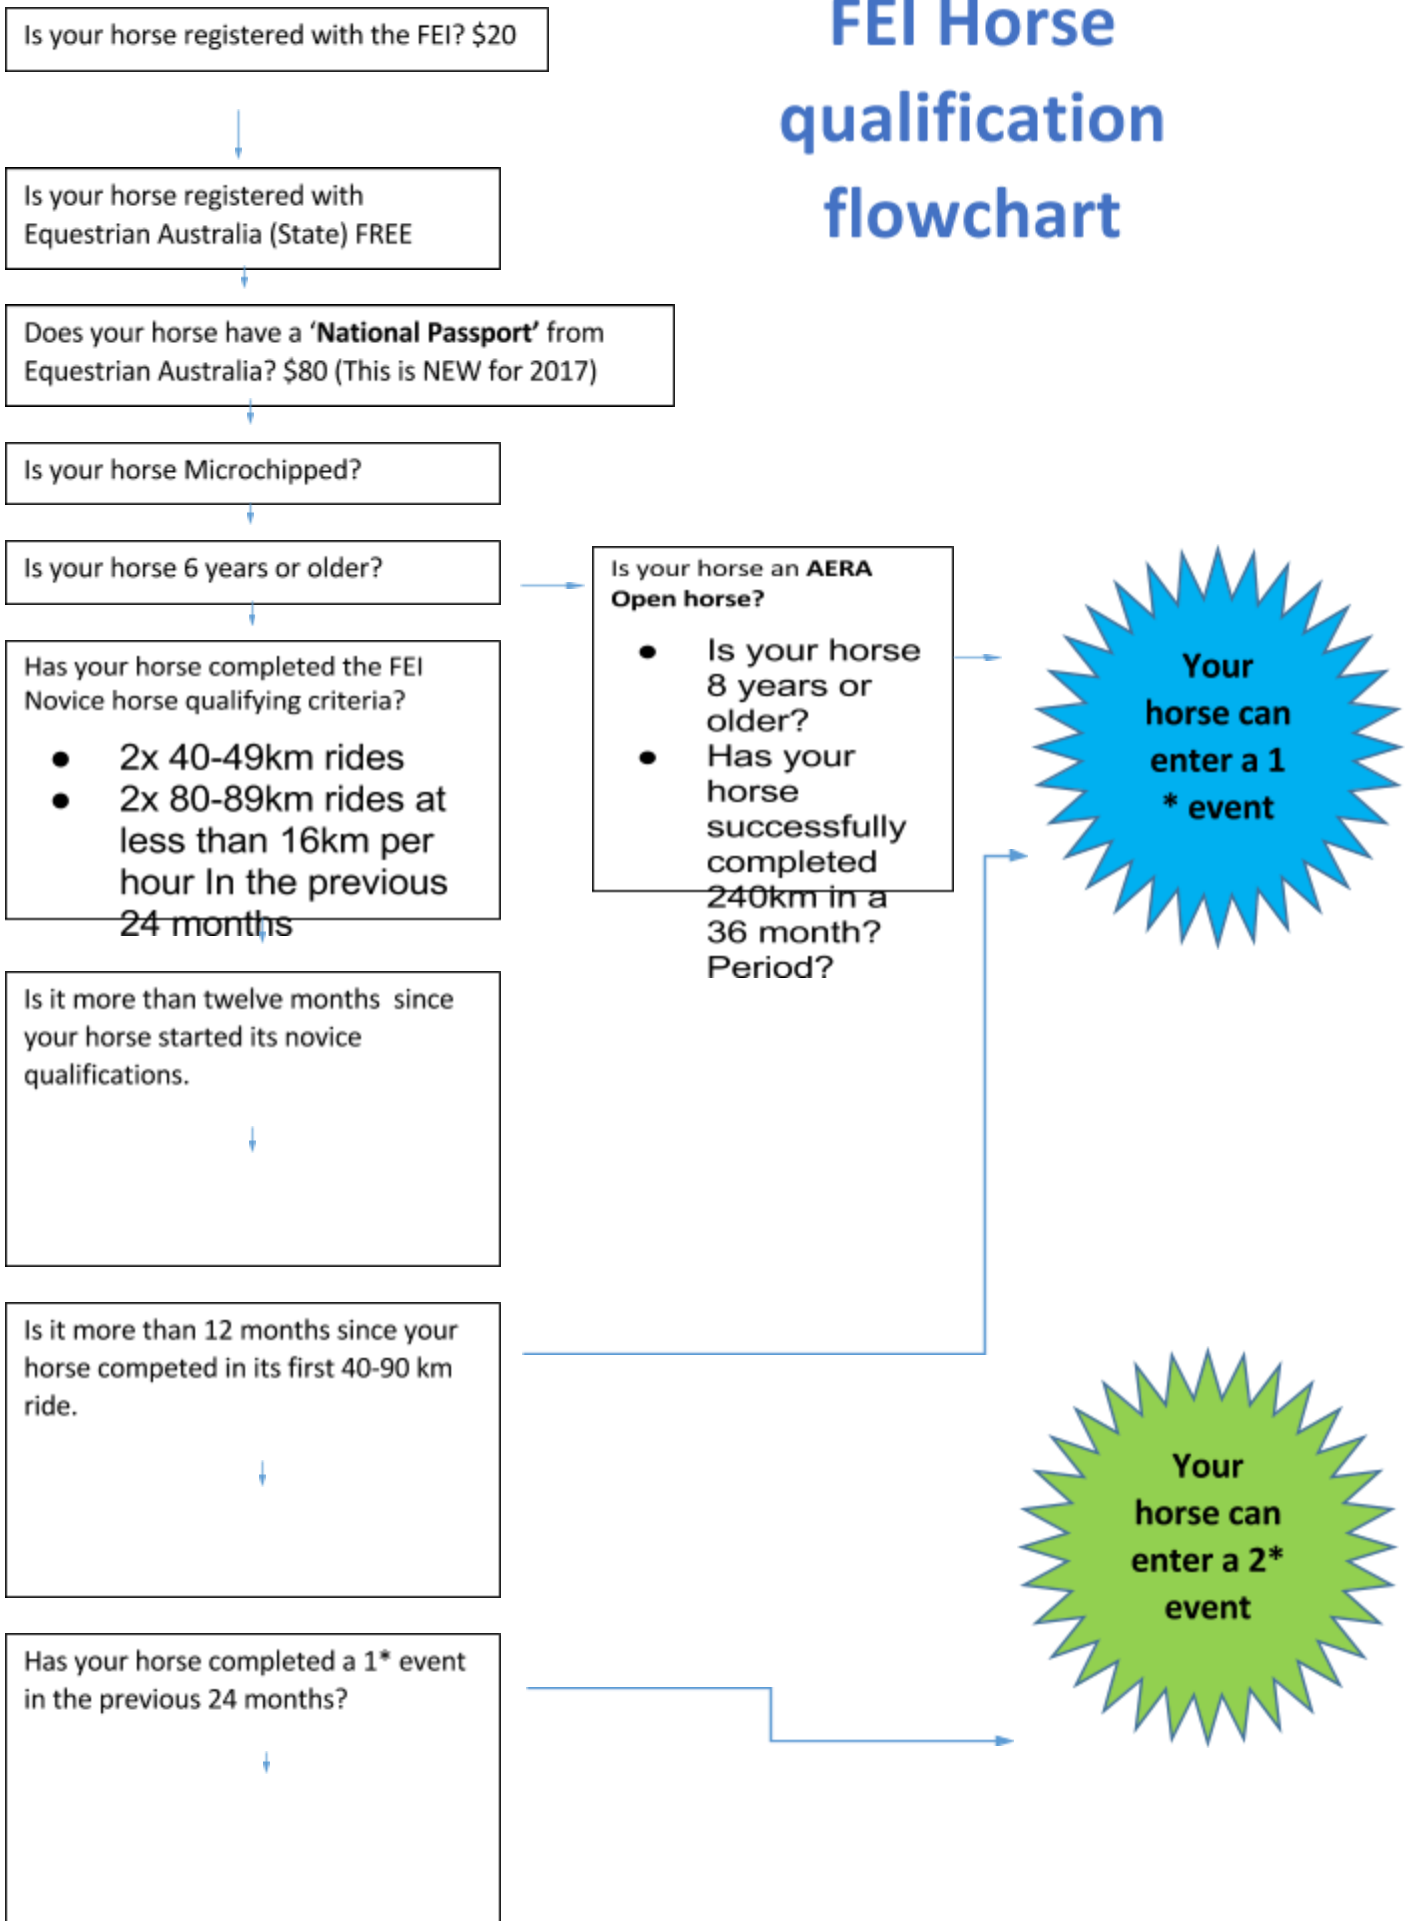 FEI Horse
qualification
flowchart
Is your horse registered with the FEI? $20
Is your horse registered with
Equestrian Australia (State) FREE
Does your horse have a ‘National Passport’ from
Equestrian Australia? $80 (This is NEW for 2017)
Is your horse Microchipped?
Is your horse 6 years or older?
Has your horse completed the FEI
Novice horse qualifying criteria?
● 2x 40-49km rides
● 2x 80-89km rides at
less than 16km per
hour In the previous
24 months
Is your horse an AERA
Open horse?
● Is your horse
8 years or
older?
● Has your
horse
successfully
completed
240km in a
36 month?
Period?
Your
horse can
enter a 1
* event
Is it more than twelve months  since
your horse started its novice
qualifications.
Is it more than 12 months since your
horse competed in its first 40-90 km
ride.
Your
horse can
enter a 2*
event
Has your horse completed a 1* event
in the previous 24 months?